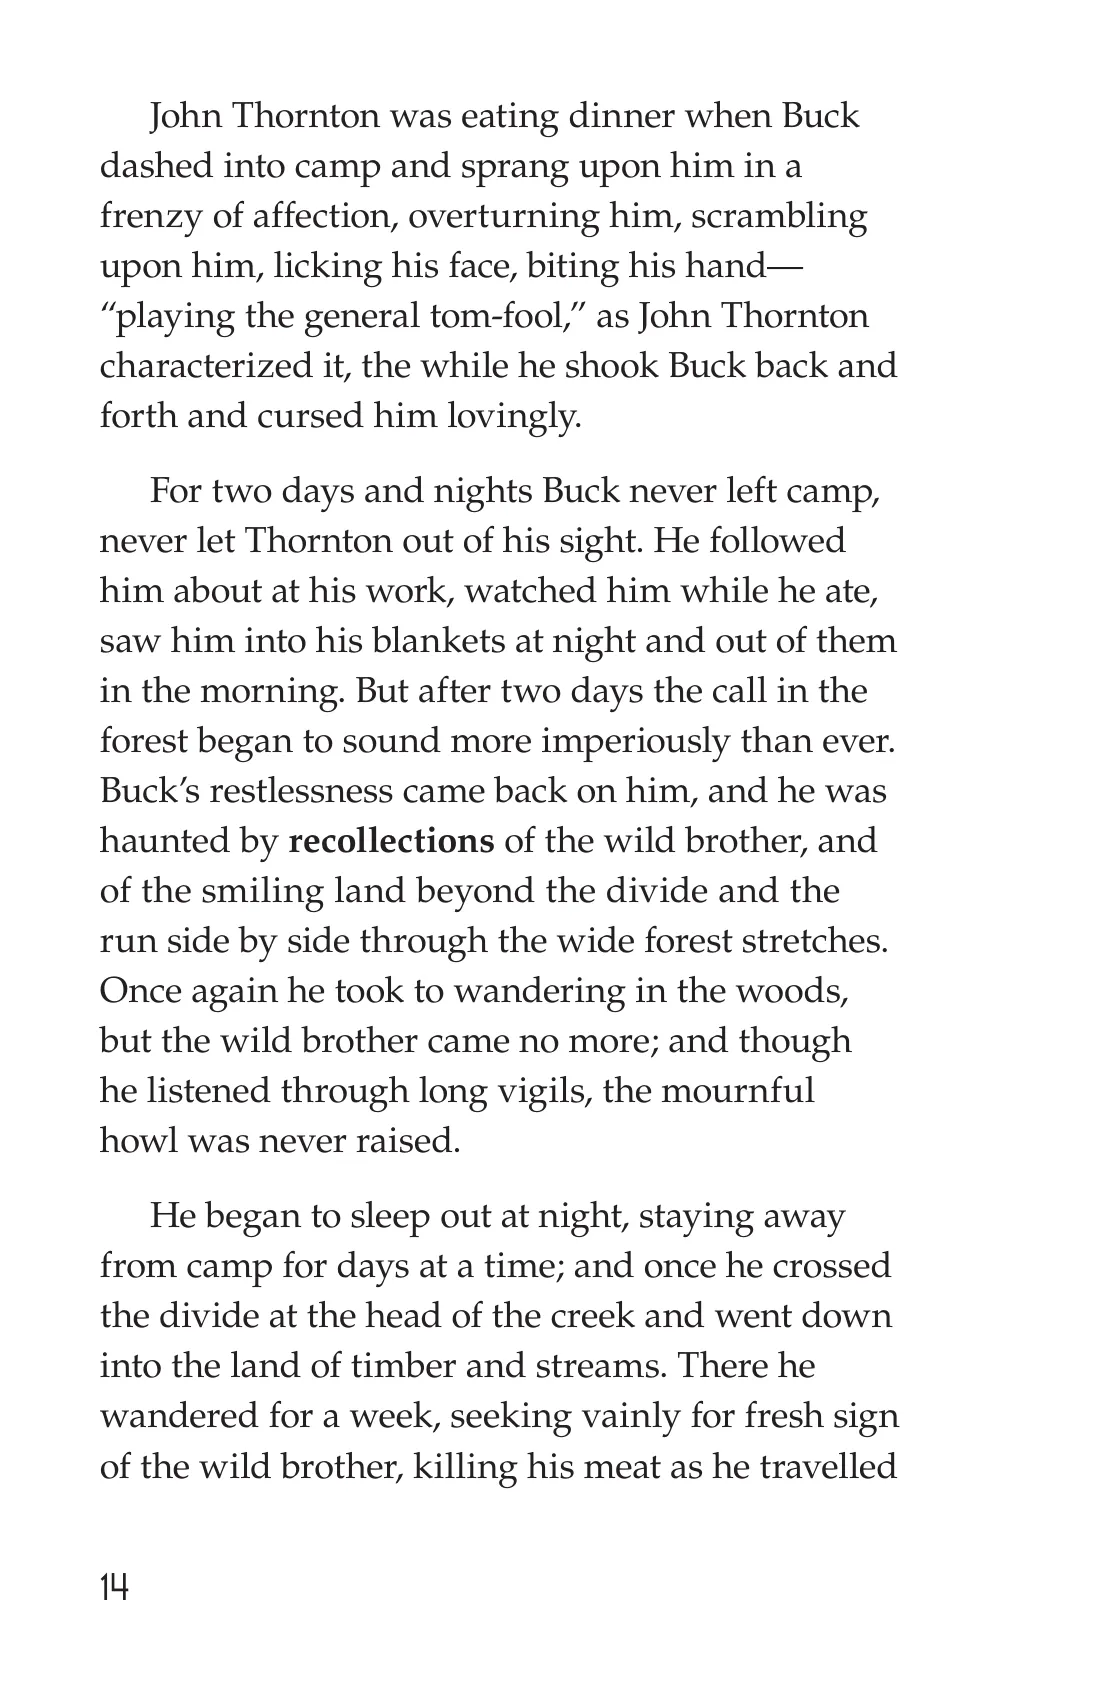 John Thornton was eating dinner when Buck
dashed into camp and sprang upon him in a
frenzy of affection, overturning him, scrambling
upon him, licking his face, biting his hand—
“playing the general tom-fool,” as John Thornton
characterized it, the while he shook Buck back and
forth and cursed him lovingly.
For two days and nights Buck never left camp,
never let Thornton out of his sight. He followed
him about at his work, watched him while he ate,
saw him into his blankets at night and out of them
in the morning. But after two days the call in the
forest began to sound more imperiously than ever.
Buck’s restlessness came back on him, and he was
haunted by recollections of the wild brother, and
of the smiling land beyond the divide and the
run side by side through the wide forest stretches.
Once again he took to wandering in the woods,
but the wild brother came no more; and though
he listened through long vigils, the mournful
howl was never raised.
He began to sleep out at night, staying away
from camp for days at a time; and once he crossed
the divide at the head of the creek and went down
into the land of timber and streams. There he
wandered for a week, seeking vainly for fresh sign
of the wild brother, killing his meat as he travelled
14